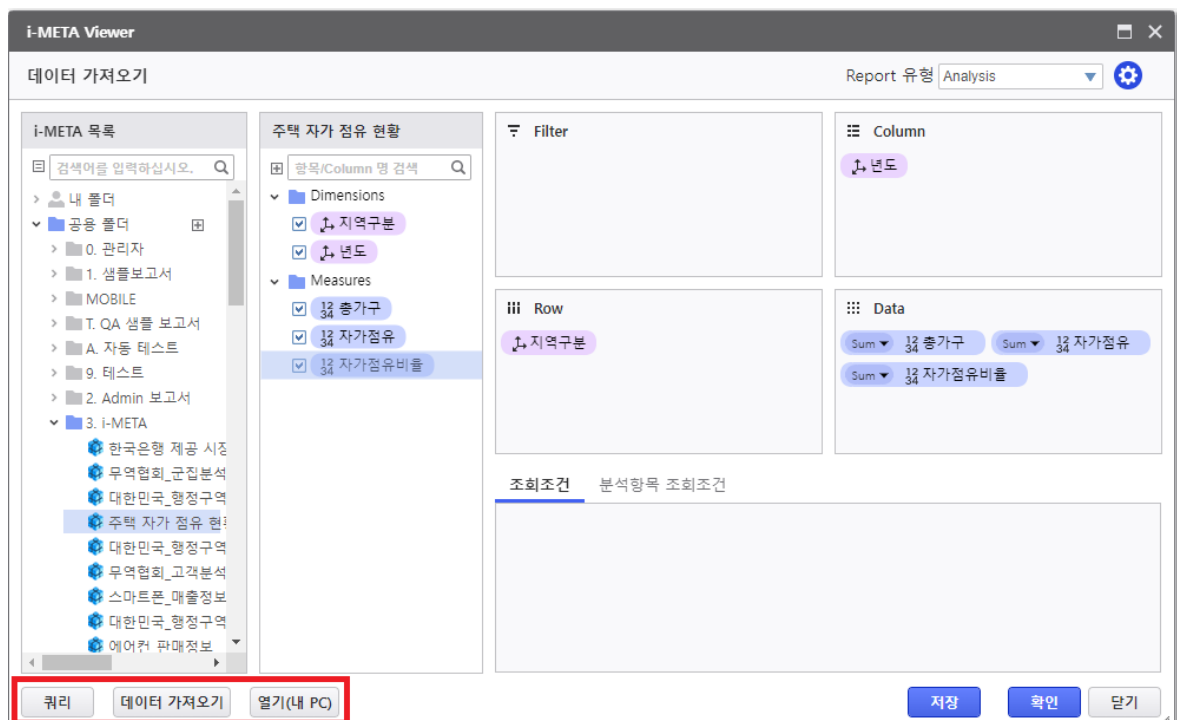 i-META Viewer
데이터 가져오기
Report 유형 Analysis
i-META 목록
검색어를 입력하십시오.
내 폴더
공용 폴더
0. 관리자
1. 샘플보고서
MOBILE
T. QA 샘플 보고서
A. 자동 테스트
9. 테스트
2. Admin 보고서
3. i-META
한국은행 제공 시장
무역협회_군집분석
대한민국_행정구역
주택 자가 점유 현황
대한민국_행정구역
무역협회_고객분석
스마트폰_매출정보
대한민국_행정구역
에어컨 판매정보
주택 자가 점유 현황
항목/Column 명 검색
Dimensions
지역구분
년도
Measures
12 34 총가구
12 34 자가점유
12 34 자가점유비율
Filter
Column
년도
Row
지역구분
Data
Sum 12 34 총가구 Sum 12 34 자가점유
Sum 12 34 자가점유비율
조회조건 분석항목 조회조건
쿼리 데이터 가져오기 열기(내 PC) 저장 확인 닫기